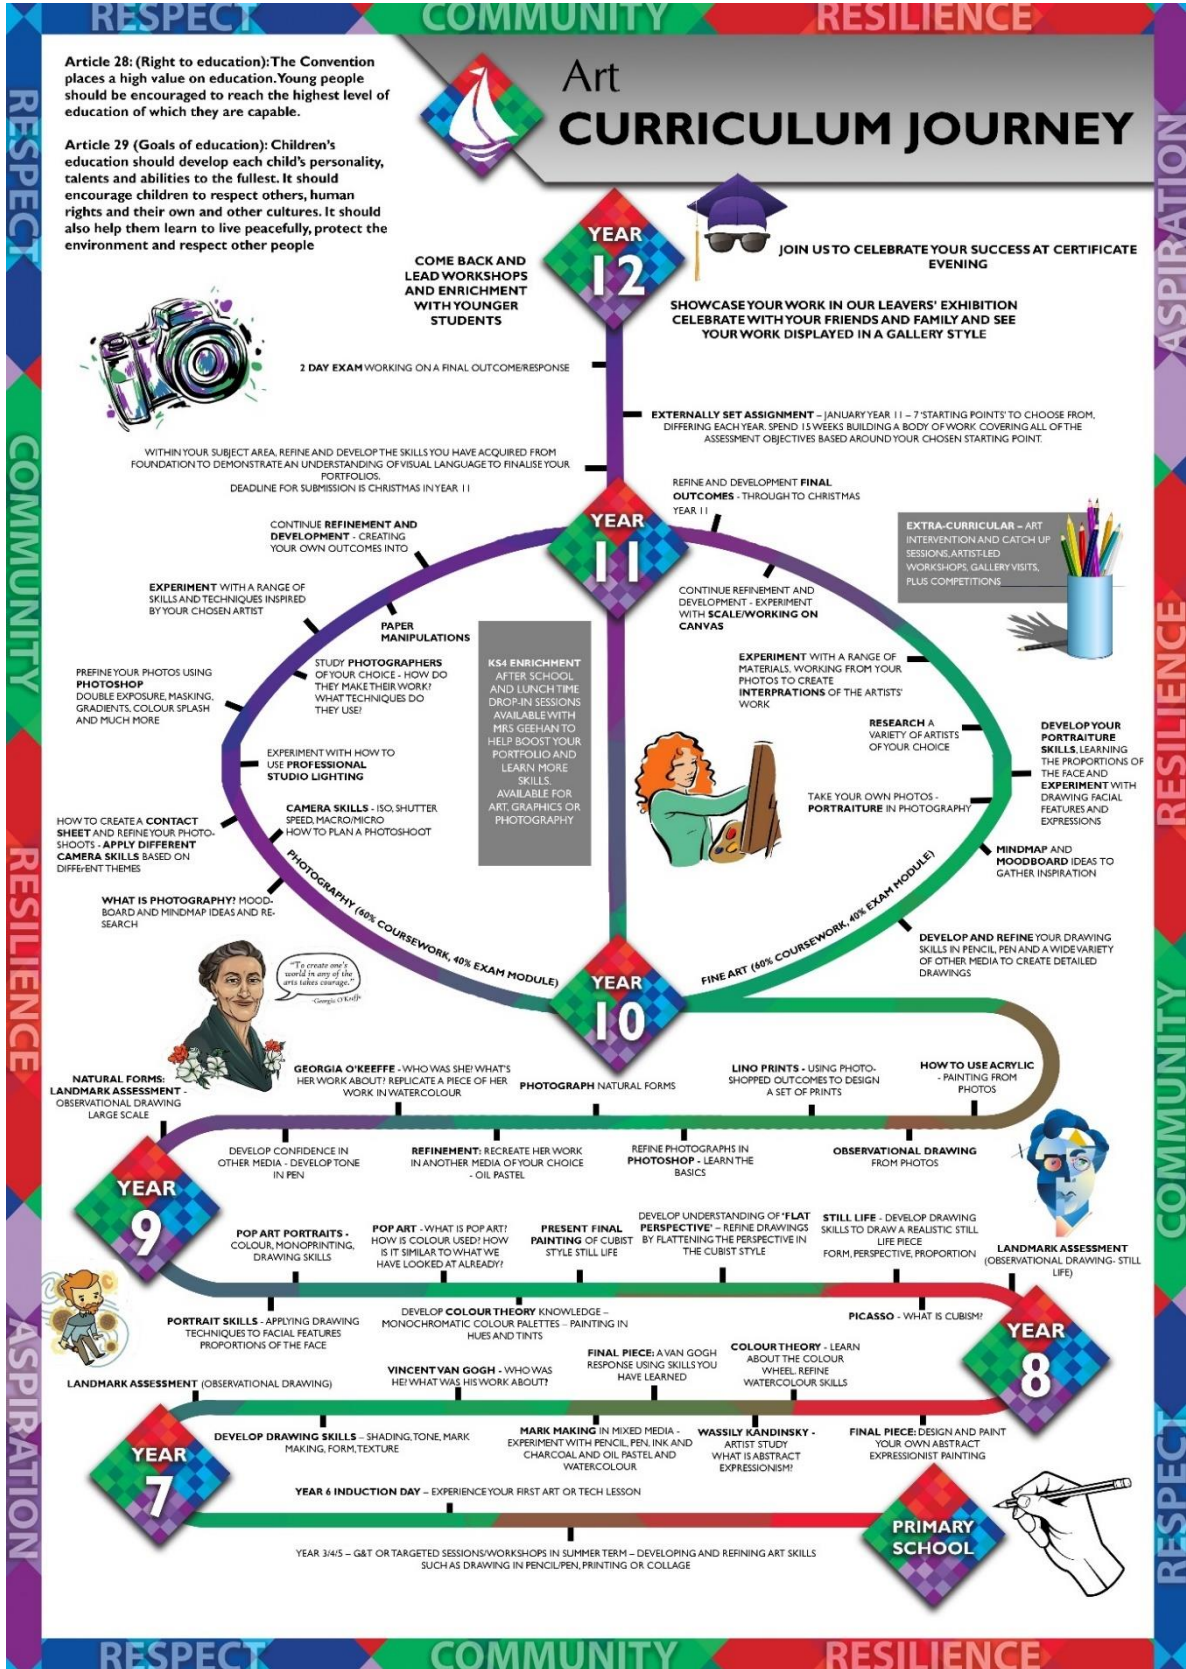 RESPECT
COMMUNITY
RESILIENCE
RESPECT
COMMUNITY
RESILIENCE
ASPIRATION
ASPIRATION
RESILIENCE
COMMUNITY
RESPECT
Article 28: (Right to education): The Convention
places a high value on education. Young people
should be encouraged to reach the highest level of
education of which they are capable.
Article 29 (Goals of education): Children's
education should develop each child's personality,
talents and abilities to the fullest. It should
encourage children to respect others, human
rights and their own and other cultures. It should
also help them learn to live peacefully, protect the
environment and respect other people
Art
CURRICULUM JOURNEY
YEAR
12
JOIN US TO CELEBRATE YOUR SUCCESS AT CERTIFICATE
EVENING
COME BACK AND
LEAD WORKSHOPS
AND ENRICHMENT
WITH YOUNGER
STUDENTS
SHOWCASE YOUR WORK IN OUR LEAVERS' EXHIBITION
CELEBRATE WITH YOUR FRIENDS AND FAMILY AND SEE
YOUR WORK DISPLAYED IN A GALLERY STYLE
2 DAY EXAM WORKING ON A FINAL OUTCOME/RESPONSE
EXTERNALLY SET ASSIGNMENT – JANUARY YEAR 11 – 7 'STARTING POINTS' TO CHOOSE FROM,
DIFFERING EACH YEAR. SPEND 15 WEEKS BUILDING A BODY OF WORK COVERING ALL OF THE
ASSESSMENT OBJECTIVES BASED AROUND YOUR CHOSEN STARTING POINT.
WITHIN YOUR SUBJECT AREA, REFINE AND DEVELOP THE SKILLS YOU HAVE ACQUIRED FROM
FOUNDATION TO DEMONSTRATE AN UNDERSTANDING OF VISUAL LANGUAGE TO FINALISE YOUR
PORTFOLIOS.
DEADLINE FOR SUBMISSION IS CHRISTMAS IN YEAR 11
REFINE AND DEVELOPMENT FINAL
OUTCOMES - THROUGH TO CHRISTMAS
YEAR 11
YEAR
11
CONTINUE REFINEMENT AND
DEVELOPMENT - CREATING
YOUR OWN OUTCOMES INTO
EXTRA-CURRICULAR – ART
INTERVENTION AND CATCH UP
SESSIONS, ARTIST-LED
WORKSHOPS, GALLERY VISITS,
PLUS COMPETITIONS
EXPERIMENT WITH A RANGE OF
SKILLS AND TECHNIQUES INSPIRED
BY YOUR CHOSEN ARTIST
CONTINUE REFINEMENT AND
DEVELOPMENT - EXPERIMENT
WITH SCALE/WORKING ON
CANVAS
PAPER
MANIPULATIONS
KS4 ENRICHMENT
AFTER SCHOOL
AND LUNCH TIME
DROP-IN SESSIONS
AVAILABLE WITH
MRS GEEHAN TO
HELP BOOST YOUR
PORTFOLIO AND
LEARN MORE
SKILLS.
AVAILABLE FOR
ART, GRAPHICS OR
PHOTOGRAPHY
PREFINE YOUR PHOTOS USING
PHOTOSHOP
DOUBLE EXPOSURE, MASKING,
GRADIENTS, COLOUR SPLASH
AND MUCH MORE
STUDY PHOTOGRAPHERS
OF YOUR CHOICE - HOW DO
THEY MAKE THEIR WORK?
WHAT TECHNIQUES DO
THEY USE?
EXPERIMENT WITH A RANGE OF
MATERIALS, WORKING FROM YOUR
PHOTOS TO CREATE
INTERPRATIONS OF THE ARTISTS'
WORK
RESEARCH A
VARIETY OF ARTISTS
OF YOUR CHOICE
DEVELOP YOUR
PORTRAITURE
SKILLS, LEARNING
THE PROPORTIONS OF
THE FACE AND
EXPERIMENT WITH
DRAWING FACIAL
FEATURES AND
EXPRESSIONS
EXPERIMENT WITH HOW TO
USE PROFESSIONAL
STUDIO LIGHTING
CAMERA SKILLS - ISO, SHUTTER
SPEED, MACRO/MICRO
HOW TO PLAN A PHOTOSHOOT
TAKE YOUR OWN PHOTOS -
PORTRAITURE IN PHOTOGRAPHY
HOW TO CREATE A CONTACT
SHEET AND REFINE YOUR PHOTO-
SHOOTS - APPLY DIFFERENT
CAMERA SKILLS BASED ON
DIFFErENT THEMES
MINDMAP AND
MOODBOARD IDEAS TO
GATHER INSPIRATION
WHAT IS PHOTOGRAPHY? MOOD-
BOARD AND MINDMAP IDEAS AND RE-
SEARCH
PHOTOGRAPHY (60% COURSEWORK, 40% EXAM MODULE)
FINE ART (60% COURSEWORK, 40% EXAM MODULE)
DEVELOP AND REFINE YOUR DRAWING
SKILLS IN PENCIL, PEN AND A WIDE VARIETY
OF OTHER MEDIA TO CREATE DETAILED
DRAWINGS
"To create one's
world in any of the
arts takes courage."
-Georgia O'Keeffe
YEAR
10
NATURAL FORMS:
LANDMARK ASSESSMENT -
OBSERVATIONAL DRAWING
LARGE SCALE
GEORGIA O'KEEFFE - WHO WAS SHE? WHAT'S
HER WORK ABOUT? REPLICATE A PIECE OF HER
WORK IN WATERCOLOUR
PHOTOGRAPH NATURAL FORMS
LINO PRINTS - USING PHOTO-
SHOPPED OUTCOMES TO DESIGN
A SET OF PRINTS
HOW TO USE ACRYLIC
- PAINTING FROM
PHOTOS
DEVELOP CONFIDENCE IN
OTHER MEDIA - DEVELOP TONE
IN PEN
REFINEMENT: RECREATE HER WORK
IN ANOTHER MEDIA OF YOUR CHOICE
- OIL PASTEL
REFINE PHOTOGRAPHS IN
PHOTOSHOP - LEARN THE
BASICS
OBSERVATIONAL DRAWING
FROM PHOTOS
YEAR
9
POP ART PORTRAITS -
COLOUR, MONOPRINTING,
DRAWING SKILLS
POP ART - WHAT IS POP ART?
HOW IS COLOUR USED? HOW
IS IT SIMILAR TO WHAT WE
HAVE LOOKED AT ALREADY?
PRESENT FINAL
PAINTING OF CUBIST
STYLE STILL LIFE
DEVELOP UNDERSTANDING OF 'FLAT
PERSPECTIVE' – REFINE DRAWINGS
BY FLATTENING THE PERSPECTIVE IN
THE CUBIST STYLE
STILL LIFE - DEVELOP DRAWING
SKILLS TO DRAW A REALISTIC STILL
LIFE PIECE
FORM, PERSPECTIVE, PROPORTION
LANDMARK ASSESSMENT
(OBSERVATIONAL DRAWING- STILL
LIFE)
PORTRAIT SKILLS - APPLYING DRAWING
TECHNIQUES TO FACIAL FEATURES
PROPORTIONS OF THE FACE
DEVELOP COLOUR THEORY KNOWLEDGE –
MONOCHROMATIC COLOUR PALETTES – PAINTING IN
HUES AND TINTS
PICASSO - WHAT IS CUBISM?
YEAR
8
LANDMARK ASSESSMENT (OBSERVATIONAL DRAWING)
VINCENT VAN GOGH - WHO WAS
HE? WHAT WAS HIS WORK ABOUT?
FINAL PIECE: A VAN GOGH
RESPONSE USING SKILLS YOU
HAVE LEARNED
COLOUR THEORY - LEARN
ABOUT THE COLOUR
WHEEL. REFINE
WATERCOLOUR SKILLS
DEVELOP DRAWING SKILLS – SHADING, TONE, MARK
MAKING, FORM, TEXTURE
MARK MAKING IN MIXED MEDIA -
EXPERIMENT WITH PENCIL, PEN, INK AND
CHARCOAL AND OIL PASTEL AND
WATERCOLOUR
WASSILY KANDINSKY -
ARTIST STUDY
WHAT IS ABSTRACT
EXPRESSIONISM?
FINAL PIECE: DESIGN AND PAINT
YOUR OWN ABSTRACT
EXPRESSIONIST PAINTING
YEAR
7
YEAR 6 INDUCTION DAY – EXPERIENCE YOUR FIRST ART OR TECH LESSON
PRIMARY
SCHOOL
YEAR 3/4/5 – G&T OR TARGETED SESSIONS/WORKSHOPS IN SUMMER TERM – DEVELOPING AND REFINING ART SKILLS
SUCH AS DRAWING IN PENCIL/PEN, PRINTING OR COLLAGE
RESPECT
COMMUNITY
RESILIENCE